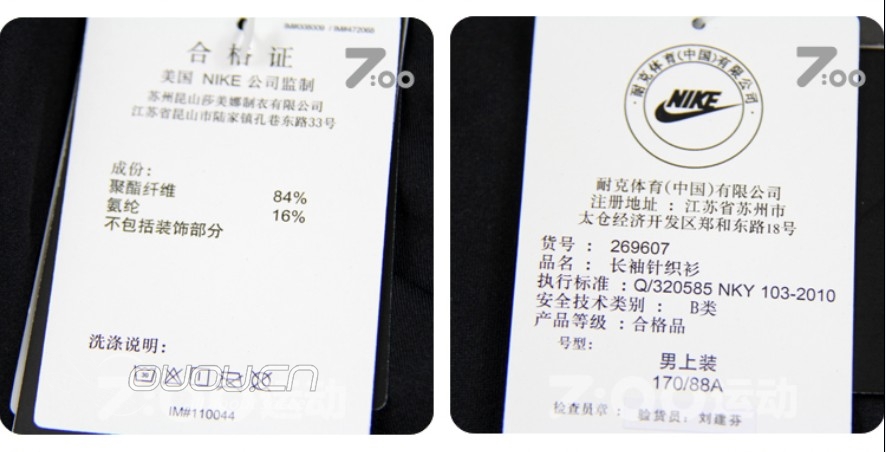 IM#008009 / IM#472068
合格证
7:00
美国 NIKE 公司监制
苏州昆山莎美娜制衣有限公司
江苏省昆山市陆家镇孔巷东路33号
成份:
聚酯纤维 84%
氨纶 16%
不包括装饰部分
洗涤说明:
OUOU.CN
7:00运动
IM#110044
7:00
·耐克体育(中国)有限公司·
NIKE
耐克体育(中国)有限公司
注册地址:江苏省苏州市
太仓经济开发区郑和东路18号
货号: 269607
品名: 长袖针织衫
执行标准:Q/320585 NKY 103-2010
安全技术类别: B类
产品等级:合格品
号型:
男上装
170/88A
7:00运动
检查员章: 验货员:刘建芬